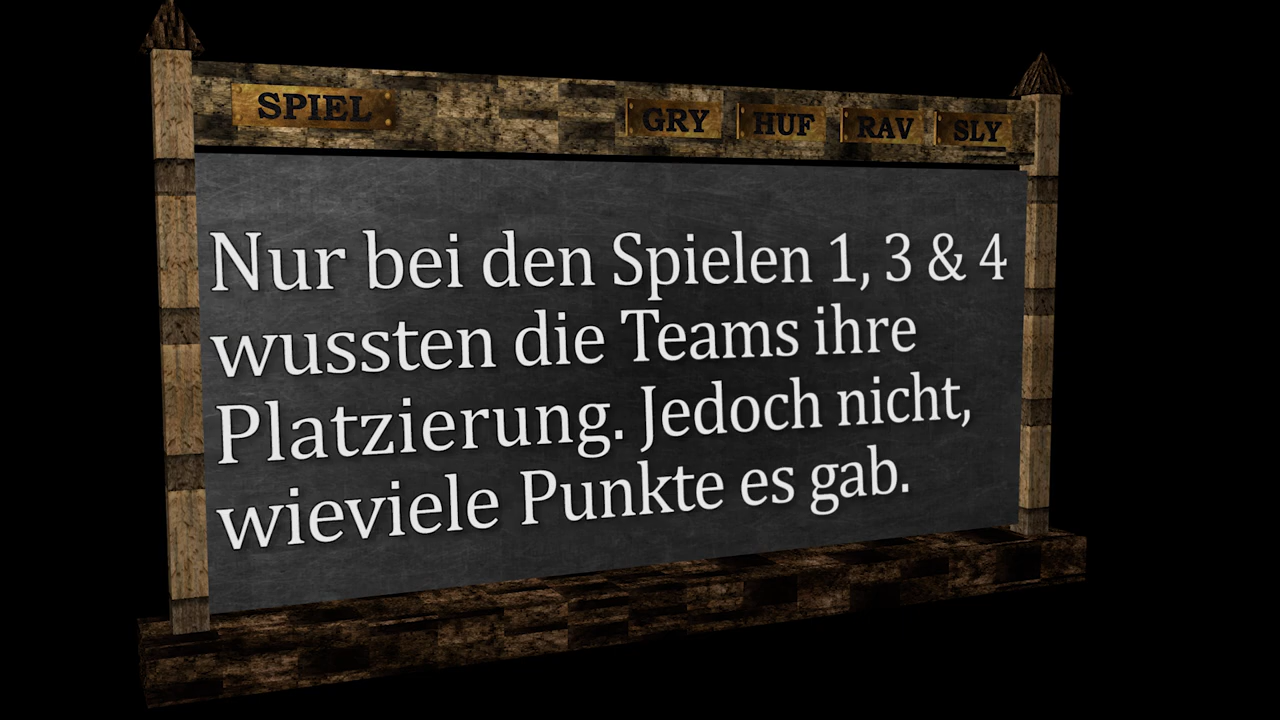 SPIEL GRY HUF RAV SLY
Nur bei den Spielen 1, 3 & 4
wussten die Teams ihre
Platzierung. Jedoch nicht,
wieviele Punkte es gab.